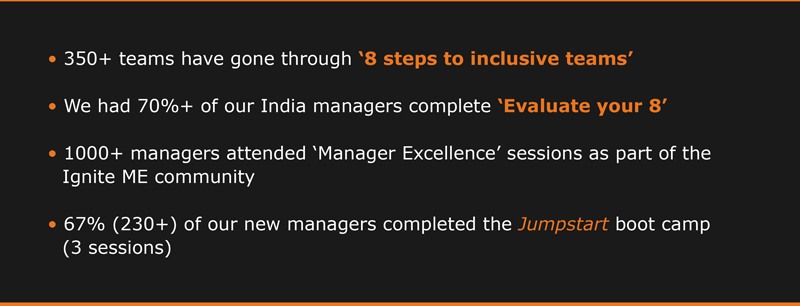 • 350+ teams have gone through ‘8 steps to inclusive teams’
• We had 70%+ of our India managers complete ‘Evaluate your 8’
• 1000+ managers attended ‘Manager Excellence’ sessions as part of the
Ignite ME community
• 67% (230+) of our new managers completed the Jumpstart boot camp
(3 sessions)